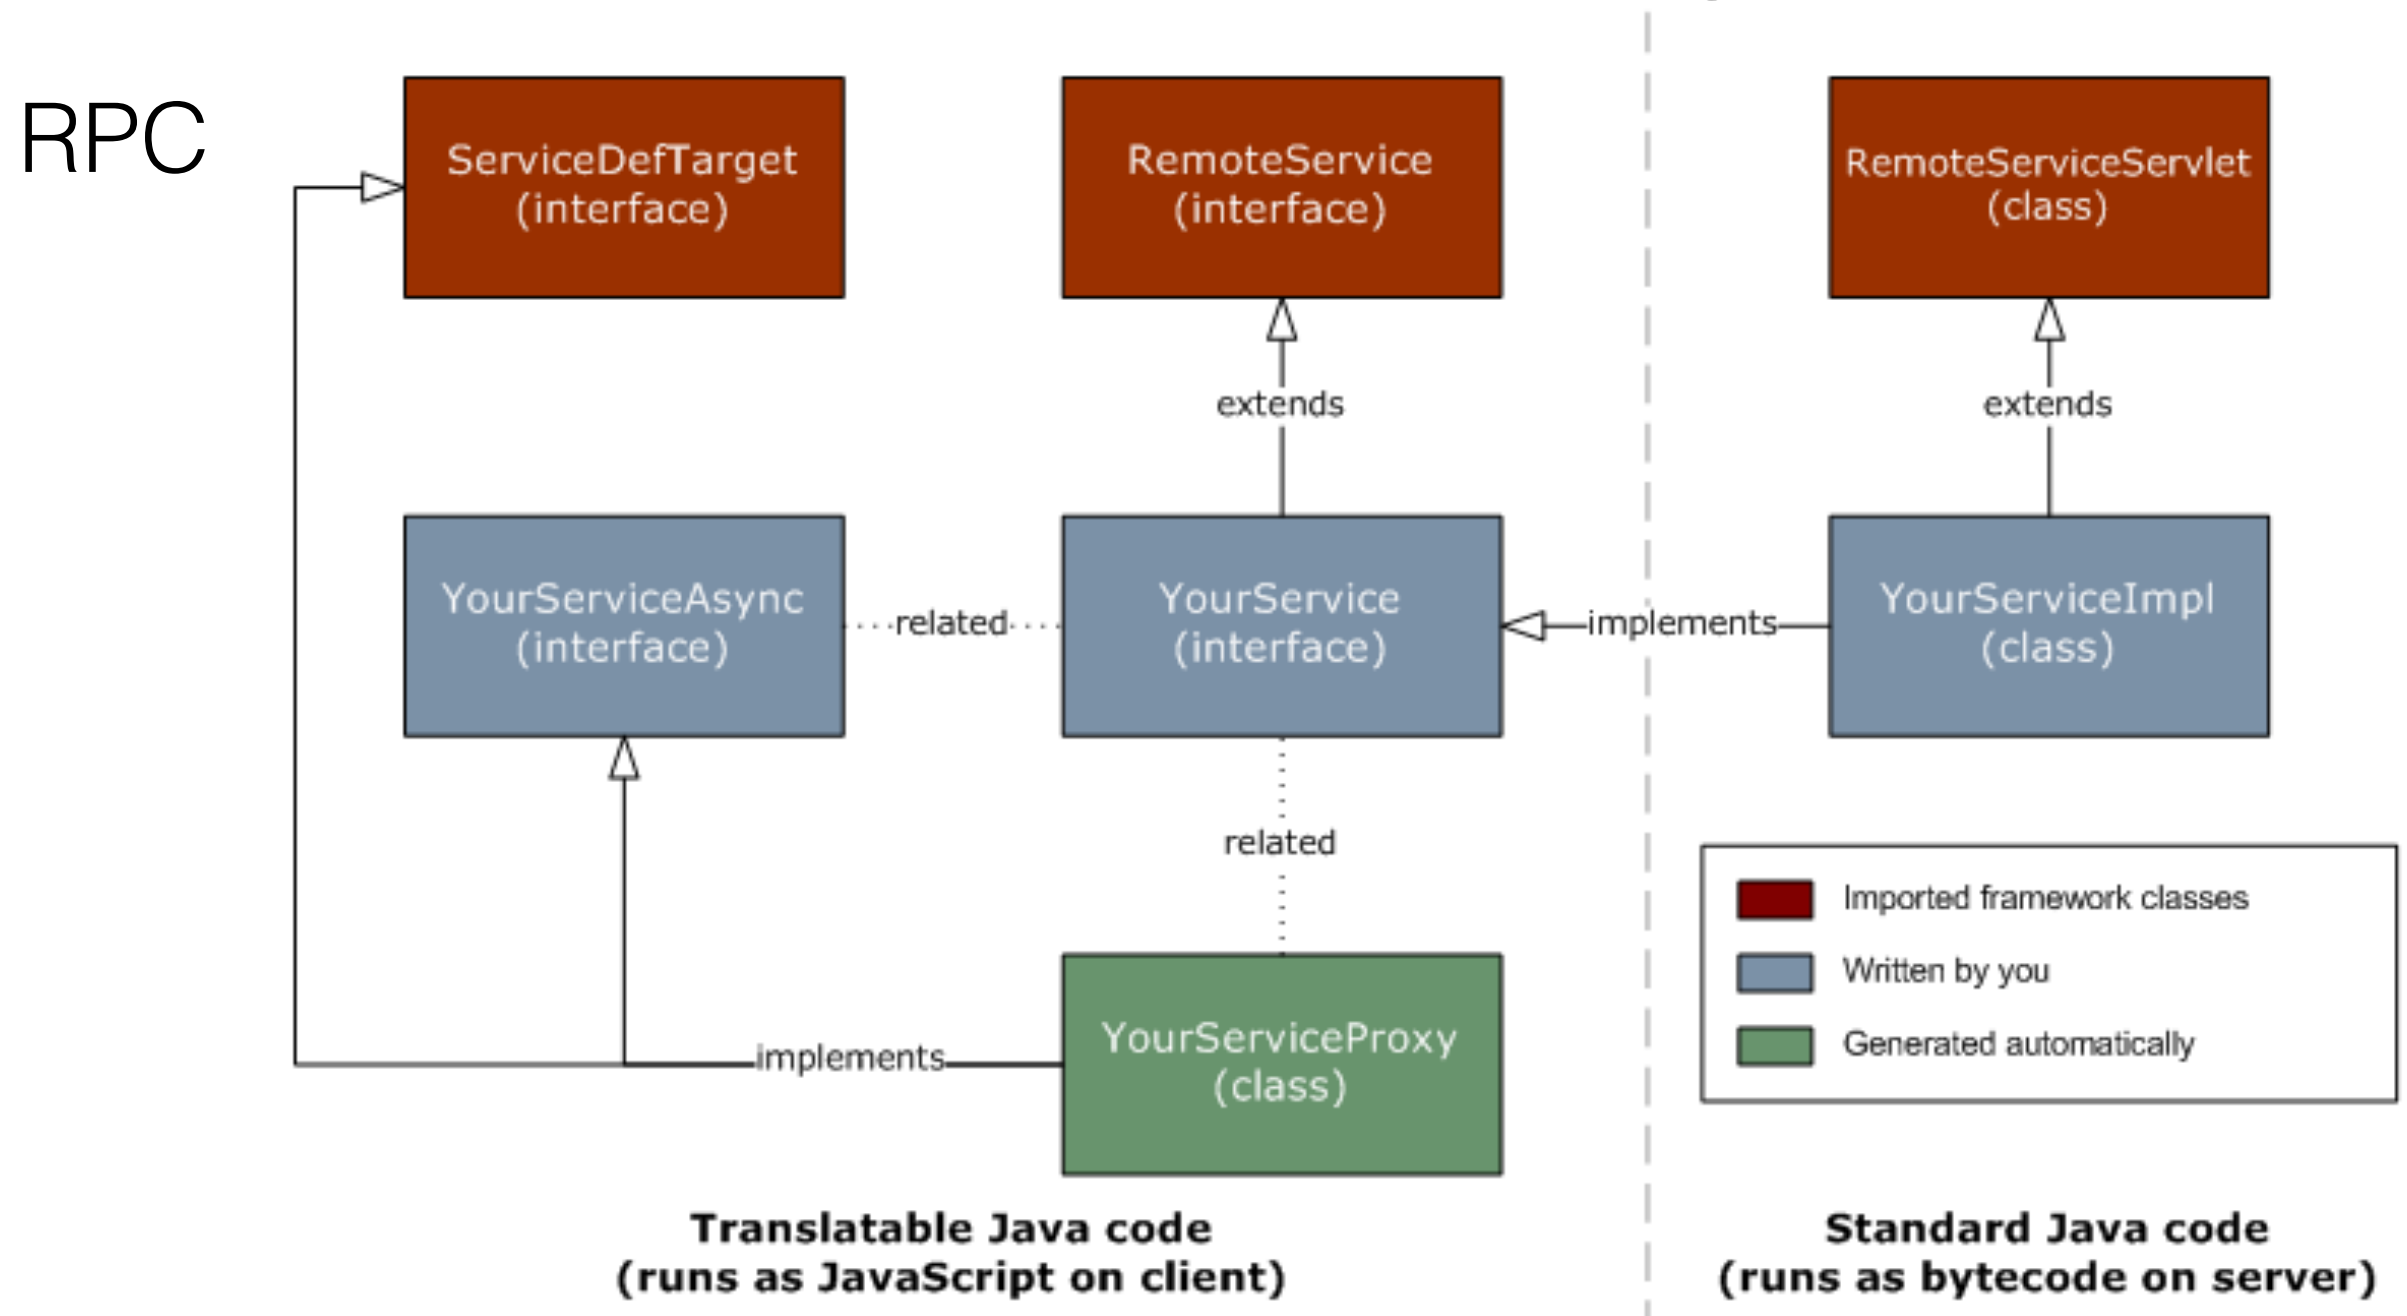 RPC
ServiceDefTarget
(interface)
RemoteService
(interface)
RemoteServiceServlet
(class)
extends
extends
YourServiceAsync
(interface)
related
YourService
(interface)
implements
YourServiceImpl
(class)
related
implements
YourServiceProxy
(class)
Imported framework classes
Written by you
Generated automatically
Translatable Java code
(runs as JavaScript on client)
Standard Java code
(runs as bytecode on server)